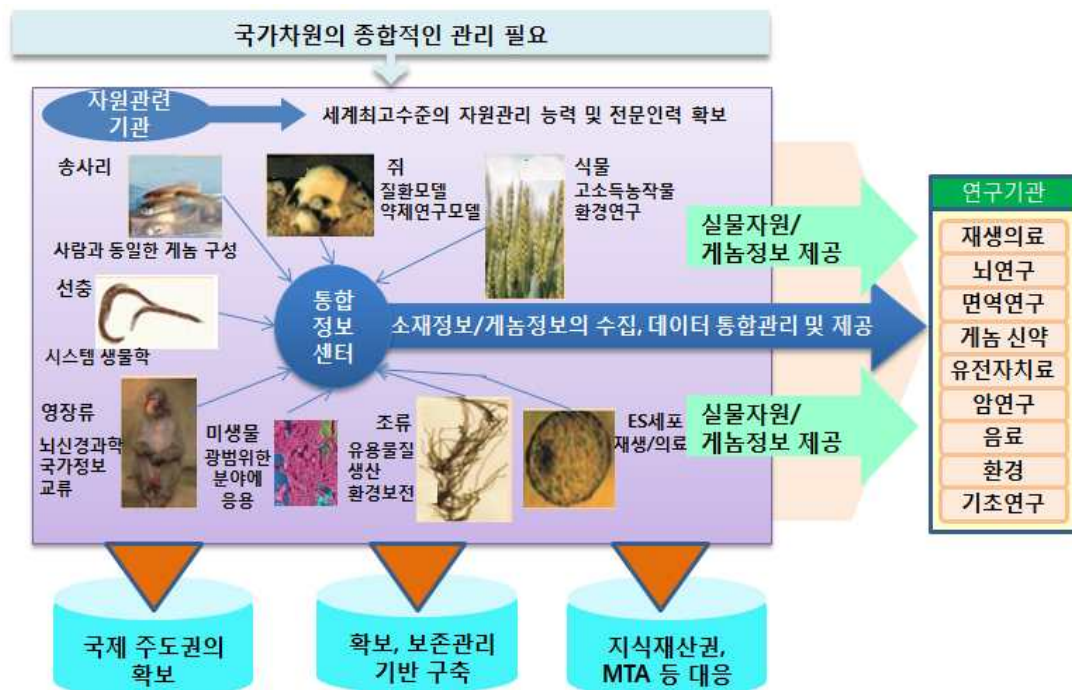 국가차원의 종합적인 관리 필요
자원관련
기관
세계최고수준의 자원관리 능력 및 전문인력 확보
송사리
사람과 동일한 게놈 구성
쥐
질환모델
약제연구모델
식물
고소득농작물
환경연구
선충
시스템 생물학
통합
정보
센터
소재정보/게놈정보의 수집, 데이터 통합관리 및 제공
영장류
뇌신경과학
국가정보
교류
미생물
광범위한
분야에
응용
조류
유용물질
생산
환경보전
ES세포
재생/의료
실물자원/
게놈정보 제공
실물자원/
게놈정보 제공
연구기관
재생의료
뇌연구
면역연구
게놈 신약
유전자치료
암연구
음료
환경
기초연구
국제 주도권의
확보
확보, 보존관리
기반 구축
지식재산권,
MTA 등 대응